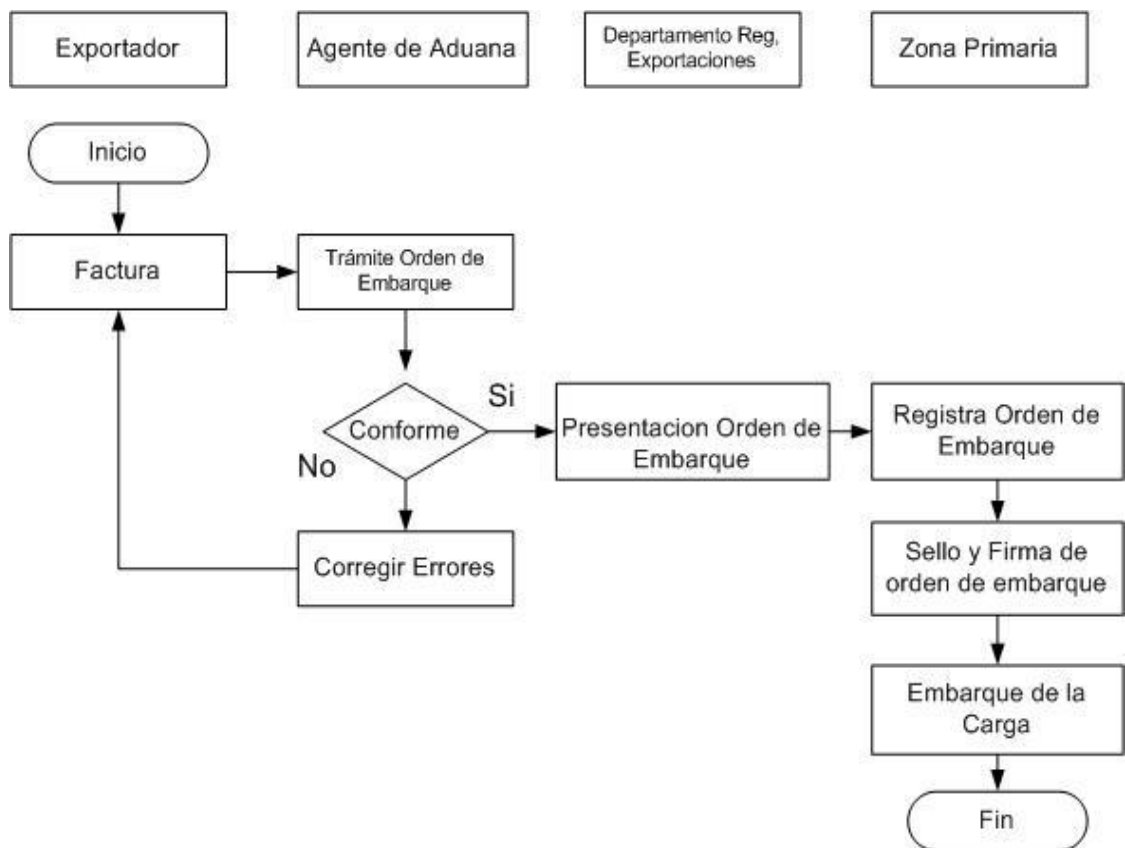 Exportador
Agente de Aduana
Departamento Reg,
Exportaciones
Zona Primaria
Inicio
Factura
Trámite Orden de
Embarque
Conforme
Si
No
Presentacion Orden de
Embarque
Registra Orden de
Embarque
Corregir Errores
Sello y Firma de
orden de embarque
Embarque de la
Carga
Fin